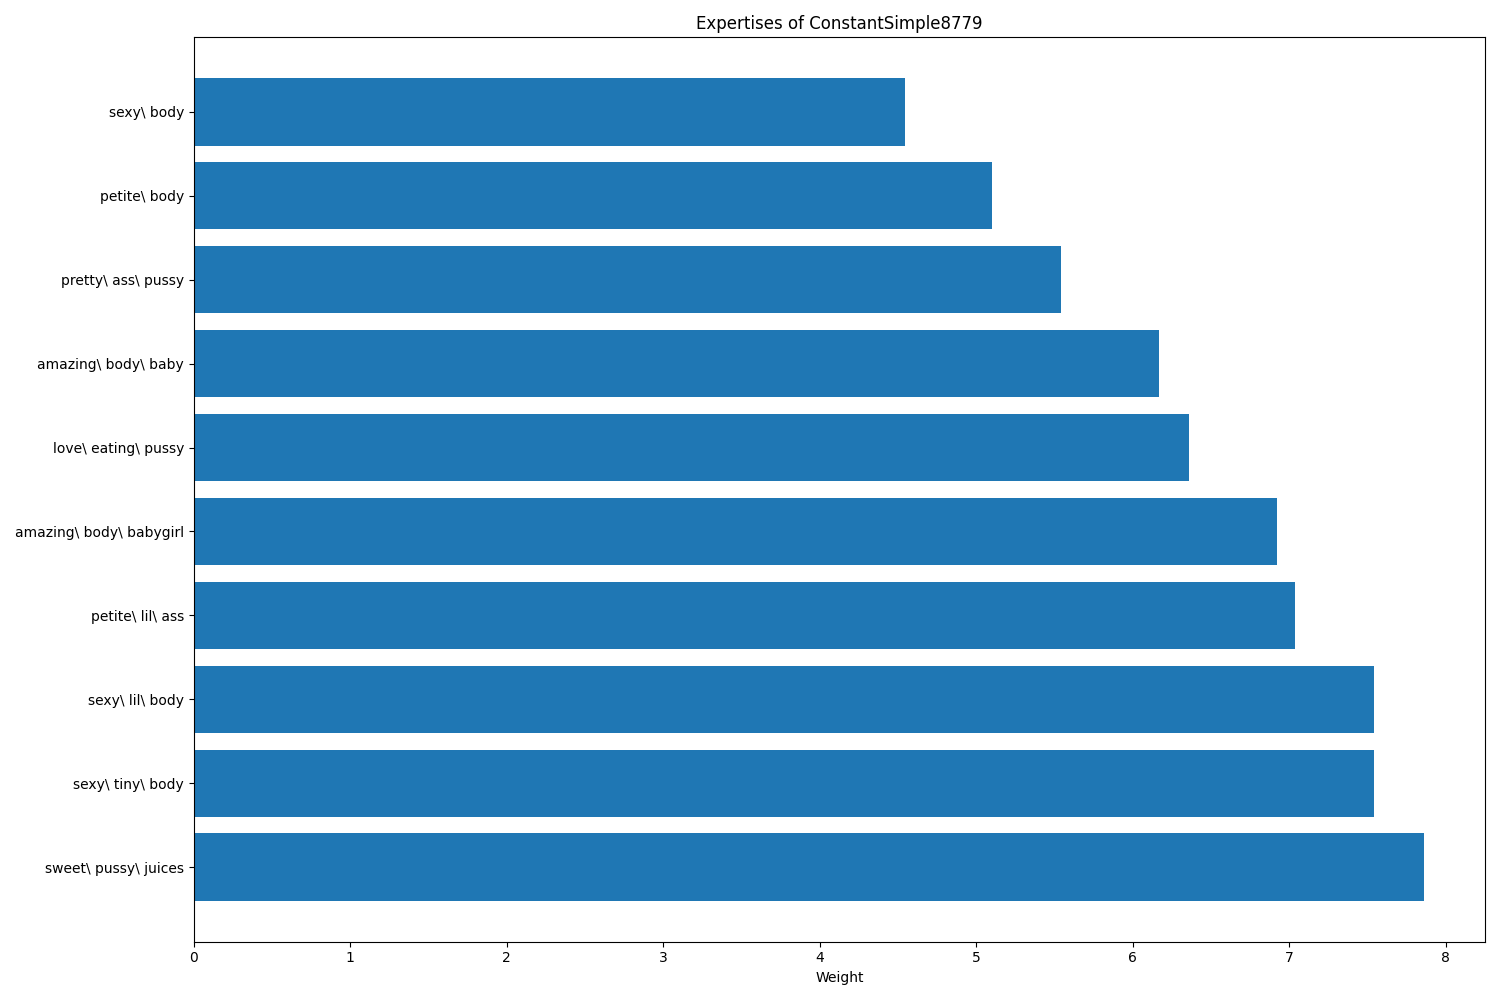 Expertises of ConstantSimple8779
sexy\ body
petite\ body
pretty\ ass\ pussy
amazing\ body\ baby
love\ eating\ pussy
amazing\ body\ babygirl
petite\ lil\ ass
sexy\ lil\ body
sexy\ tiny\ body
sweet\ pussy\ juices
0 1 2 3 4 5 6 7 8
Weight